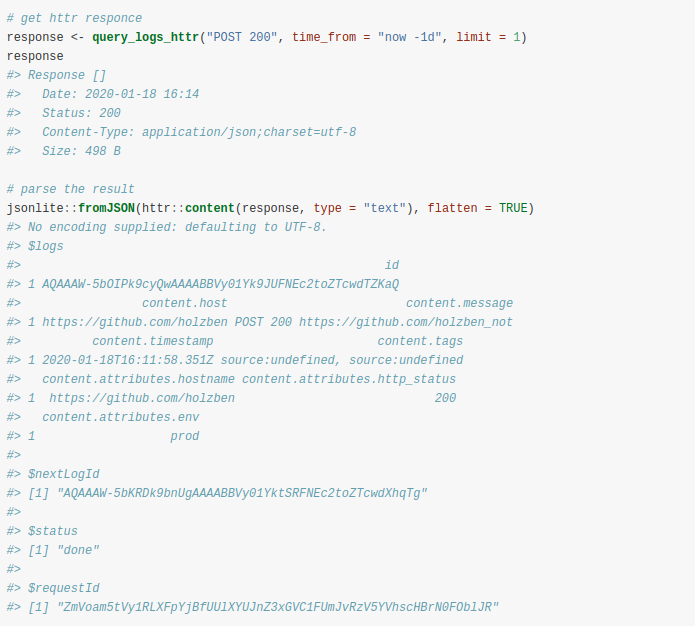 # get httr responce
response <- query_logs_httr("POST 200", time_from = "now -1d", limit = 1)
response
#> Response []
#>   Date: 2020-01-18 16:14
#>   Status: 200
#>   Content-Type: application/json;charset=utf-8
#>   Size: 498 B

# parse the result
jsonlite::fromJSON(httr::content(response, type = "text"), flatten = TRUE)
#> No encoding supplied: defaulting to UTF-8.
#> $logs
#>                                                   id
#> 1 AQAAAW-5bOIPk9cyQwAAAABBVy01Yk9JUFNEc2toZTcwdTZKaQ
#>                 content.host                         content.message
#> 1 https://github.com/holzben POST 200 https://github.com/holzben_not
#>          content.timestamp                       content.tags
#> 1 2020-01-18T16:11:58.351Z source:undefined, source:undefined
#>   content.attributes.hostname content.attributes.http_status
#> 1  https://github.com/holzben                            200
#>   content.attributes.env
#> 1                   prod
#>
#> $nextLogId
#> [1] "AQAAAW-5bKRDk9bnUgAAAABBVy01YktSRFNEc2toZTcwdXhqTg"
#>
#> $status
#> [1] "done"
#>
#> $requestId
#> [1] "ZmVoam5tVy1RLXFpYjBfUUlXYUJnZ3xGVC1FUmJvRzV5YVhscHBrN0FOblJR"